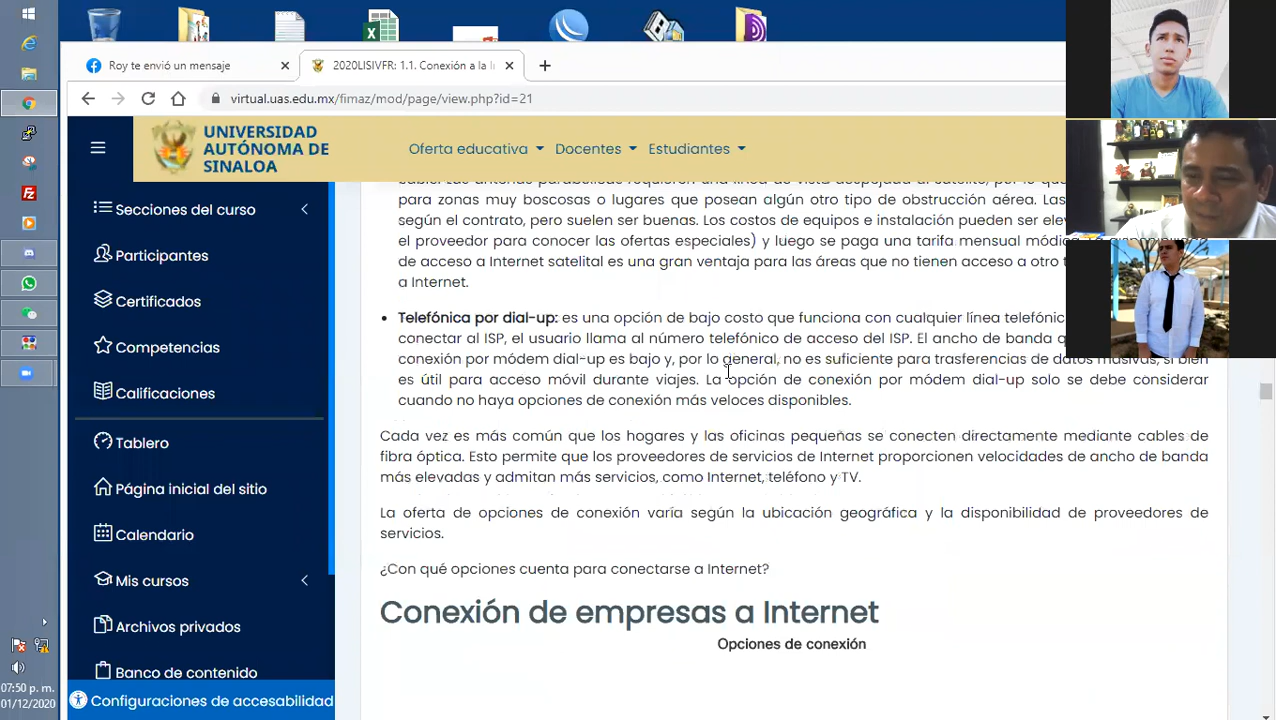 Roy te envió un mensaje
2020LISIVFR: 1.1. Conexión a la I
virtual.uas.edu.mx/fimaz/mod/page/view.php?id=21
UNIVERSIDAD
AUTÓNOMA DE
SINALOA
Oferta educativa
Docentes
Estudiantes
Secciones del curso
Participantes
Certificados
Competencias
Calificaciones
Tablero
Página inicial del sitio
Calendario
Mis cursos
Archivos privados
Banco de contenido
Configuraciones de accesabilidad
07:50 p. m.
01/12/2020
para zonas muy boscosas o lugares que posean algún otro tipo de obstrucción aérea. Las
según el contrato, pero suelen ser buenas. Los costos de equipos e instalación pueden ser ele
el proveedor para conocer las ofertas especiales) y luego se paga una tarifa mensual módica.
de acceso a Internet satelital es una gran ventaja para las áreas que no tienen acceso a otro t
a Internet.
• Telefónica por dial-up: es una opción de bajo costo que funciona con cualquier línea telefónic
conectar al ISP, el usuario llama al número telefónico de acceso del ISP. El ancho de banda q
conexión por módem dial-up es bajo y, por lo general, no es suficiente para trasferencias de datos masivas, si bien
es útil para acceso móvil durante viajes. La opción de conexión por módem dial-up solo se debe considerar
cuando no haya opciones de conexión más veloces disponibles.
Cada vez es más común que los hogares y las oficinas pequeñas se conecten directamente mediante cables de
fibra óptica. Esto permite que los proveedores de servicios de Internet proporcionen velocidades de ancho de banda
más elevadas y admitan más servicios, como Internet, teléfono y TV.
La oferta de opciones de conexión varía según la ubicación geográfica y la disponibilidad de proveedores de
servicios.
¿Con qué opciones cuenta para conectarse a Internet?
Conexión de empresas a Internet
Opciones de conexión